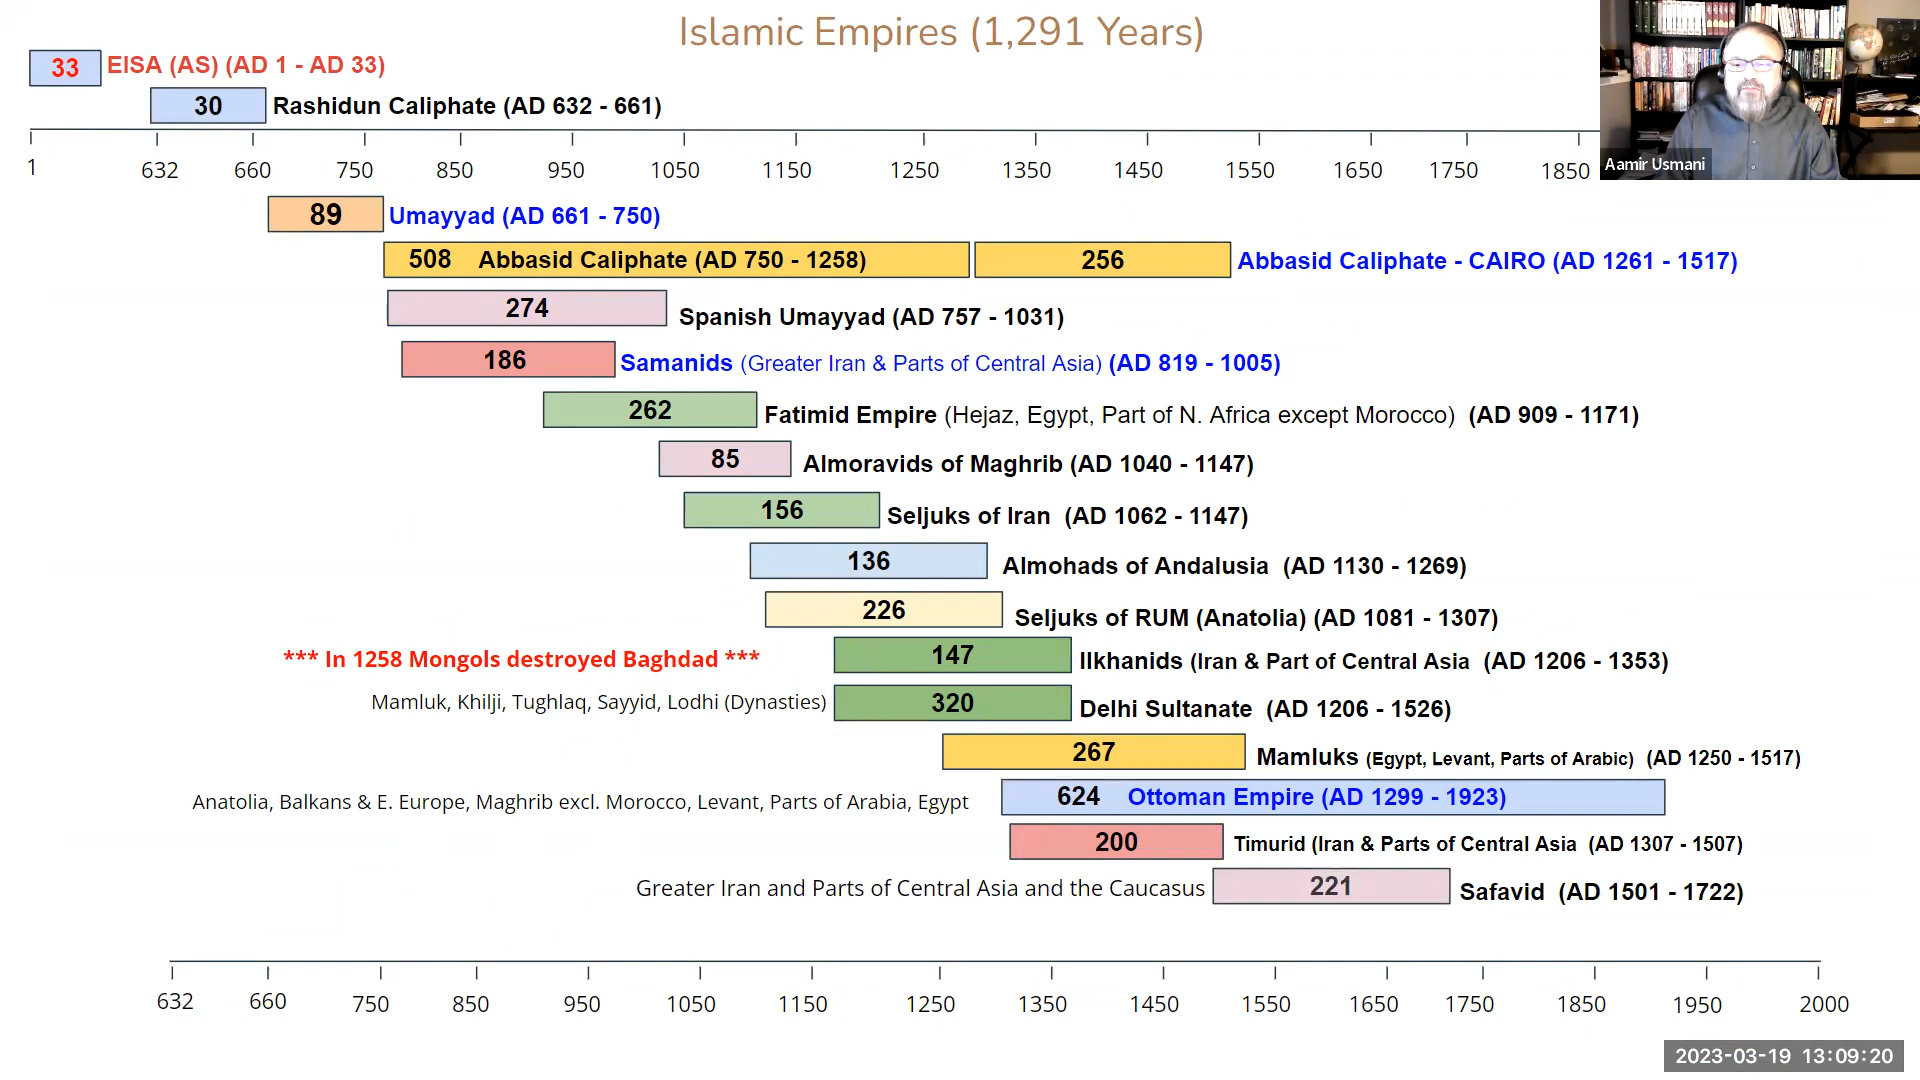 Islamic Empires (1,291 Years)
33 EISA (AS) (AD 1 - AD 33)
30 Rashidun Caliphate (AD 632 - 661)
Aamir Usmani
1 632 660 750 850 950 1050 1150 1250 1350 1450 1550 1650 1750 1850
89 Umayyad (AD 661 - 750)
508 Abbasid Caliphate (AD 750 - 1258) 256 Abbasid Caliphate - CAIRO (AD 1261 - 1517)
274 Spanish Umayyad (AD 757 - 1031)
186 Samanids (Greater Iran & Parts of Central Asia) (AD 819 - 1005)
262 Fatimid Empire (Hejaz, Egypt, Part of N. Africa except Morocco) (AD 909 - 1171)
85 Almoravids of Maghrib (AD 1040 - 1147)
156 Seljuks of Iran (AD 1062 - 1147)
136 Almohads of Andalusia (AD 1130 - 1269)
226 Seljuks of RUM (Anatolia) (AD 1081 - 1307)
*** In 1258 Mongols destroyed Baghdad *** 147 Ilkhanids (Iran & Part of Central Asia (AD 1206 - 1353)
Mamluk, Khilji, Tughlaq, Sayyid, Lodhi (Dynasties) 320 Delhi Sultanate (AD 1206 - 1526)
267 Mamluks (Egypt, Levant, Parts of Arabic) (AD 1250 - 1517)
Anatolia, Balkans & E. Europe, Maghrib excl. Morocco, Levant, Parts of Arabia, Egypt 624 Ottoman Empire (AD 1299 - 1923)
200 Timurid (Iran & Parts of Central Asia (AD 1307 - 1507)
Greater Iran and Parts of Central Asia and the Caucasus 221 Safavid (AD 1501 - 1722)
632 660 750 850 950 1050 1150 1250 1350 1450 1550 1650 1750 1850 1950 2000
2023-03-19 13:09:20